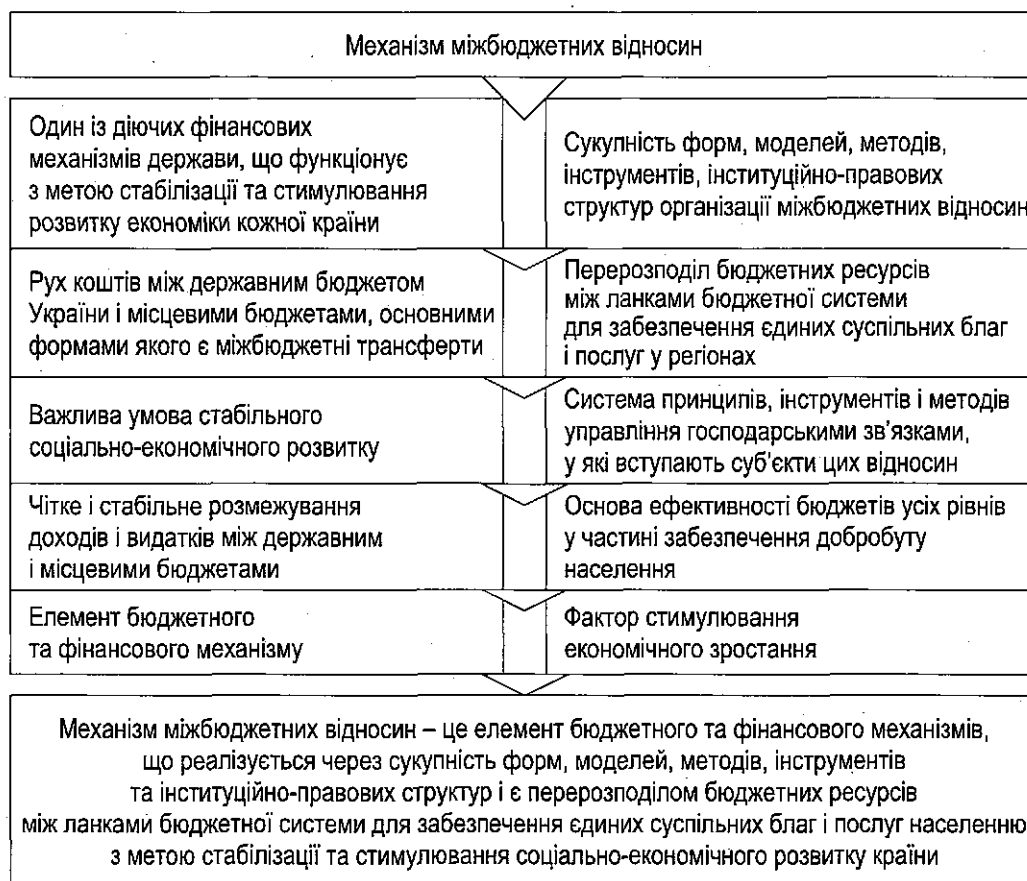 Механізм міжбюджетних відносин
Один із діючих фінансових
механізмів держави, що функціонує
з метою стабілізації та стимулювання
розвитку економіки кожної країни
Сукупність форм, моделей, методів,
інструментів, інституційно-правових
структур організації міжбюджетних відносин
Рух коштів між державним бюджетом
України і місцевими бюджетами, основними
формами якого є міжбюджетні трансферти
Перерозподіл бюджетних ресурсів
між ланками бюджетної системи
для забезпечення єдиних суспільних благ
і послуг у регіонах
Важлива умова стабільного
соціально-економічного розвитку
Система принципів, інструментів і методів
управління господарськими зв'язками,
у які вступають суб'єкти цих відносин
Чітке і стабільне розмежування
доходів і видатків між державним
і місцевими бюджетами
Основа ефективності бюджетів усіх рівнів
у частині забезпечення добробуту
населення
Елемент бюджетного
та фінансового механізму
Фактор стимулювання
економічного зростання
Механізм міжбюджетних відносин – це елемент бюджетного та фінансового механізмів,
що реалізується через сукупність форм, моделей, методів, інструментів
та інституційно-правових структур і є перерозподілом бюджетних ресурсів
між ланками бюджетної системи для забезпечення єдиних суспільних благ і послуг населенню
з метою стабілізації та стимулювання соціально-економічного розвитку країни